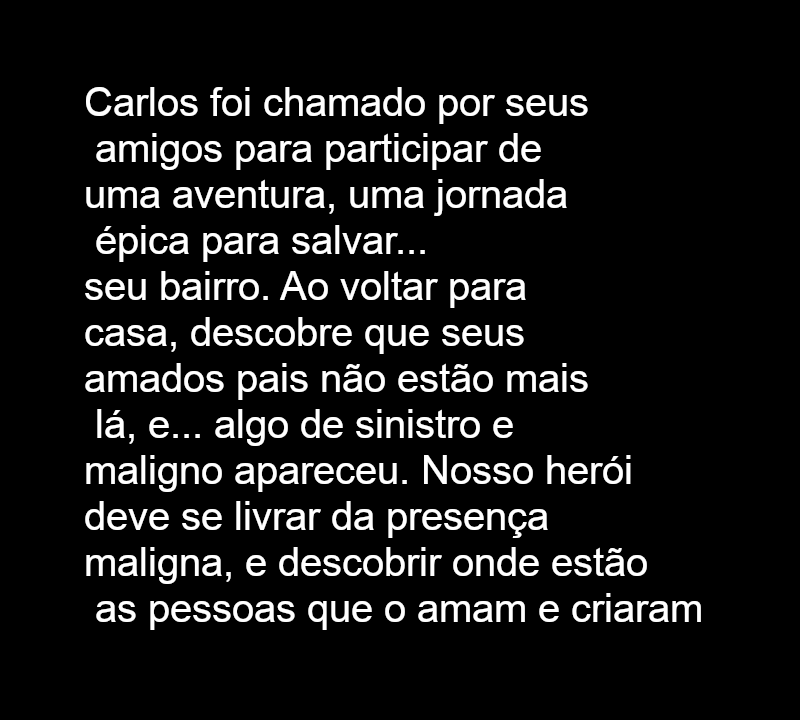 Carlos foi chamado por seus
amigos para participar de
uma aventura, uma jornada
épica para salvar...
seu bairro. Ao voltar para
casa, descobre que seus
amados pais não estão mais
lá, e... algo de sinistro e
maligno apareceu. Nosso herói
deve se livrar da presença
maligna, e descobrir onde estão
as pessoas que o amam e criaram